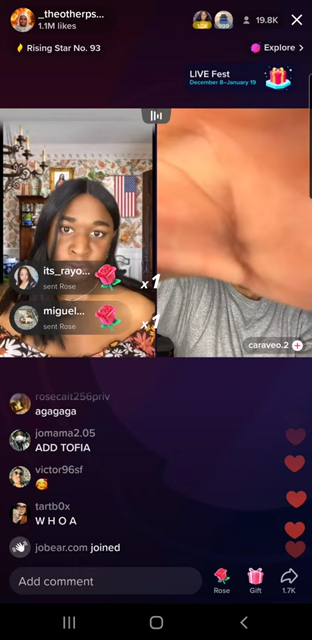 _theotherps...
1.1M likes
19.8K
Rising Star No. 93
Explore >
LIVE Fest
December 8–January 19
its_rayo...
sent Rose
x1
miguel...
sent Rose
x1
caraveo.2
rosecait256priv
agagaga
jomama2.05
ADD TOFIA
victor96sf
🥰
tartb0x
W H O A
jobear.com joined
Add comment
Rose
Gift
1.7K